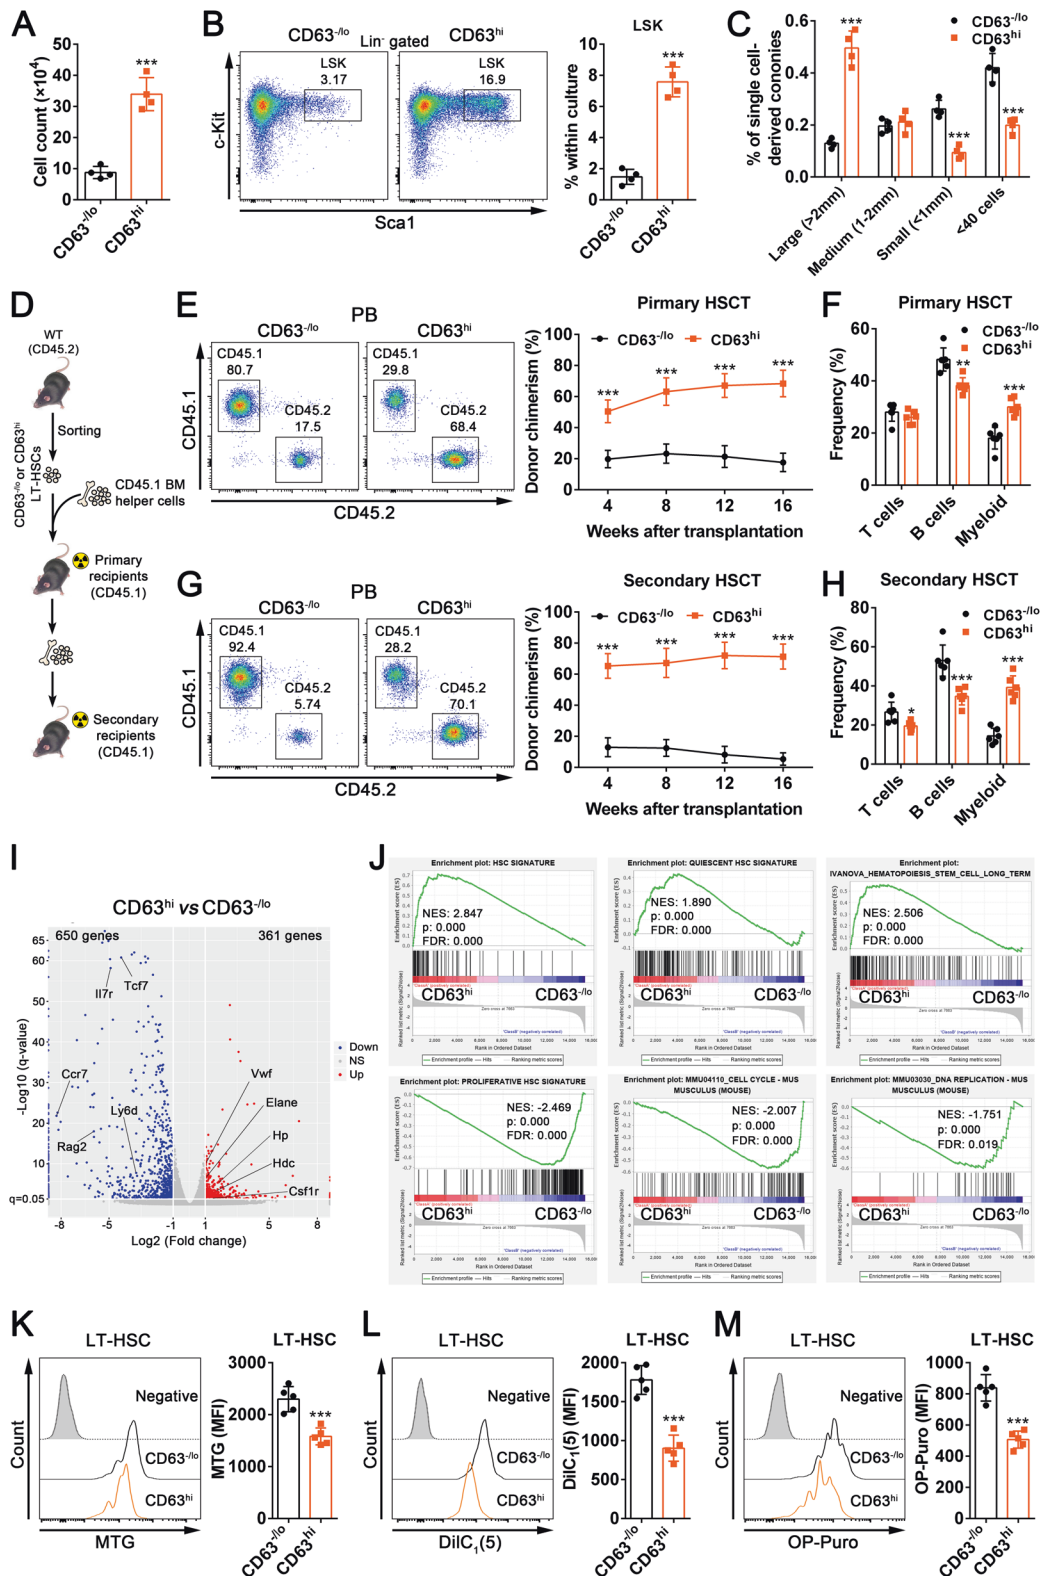 A
Cell count (×10⁴)
50
40
30
20
10
0
***
CD63⁻/ˡᵒ
CD63ʰⁱ
B
CD63⁻/ˡᵒ
Lin⁻ gated
CD63ʰⁱ
LSK
3.17
LSK
16.9
c-Kit
Sca1
LSK
% within culture
10
8
6
4
2
0
***
CD63⁻/ˡᵒ
CD63ʰⁱ
C
% of single cell-
derived cononies
0.6
0.4
0.2
0.0
CD63⁻/ˡᵒ
CD63ʰⁱ
***
***
***
Large (>2mm)
Medium (1-2mm)
Small (<1mm)
<40 cells
D
WT
(CD45.2)
Sorting
CD63⁻/ˡᵒ or CD63ʰⁱ
LT-HSCs
CD45.1 BM
helper cells
Primary
recipients
(CD45.1)
Secondary
recipients
(CD45.1)
E
PB
CD63⁻/ˡᵒ
CD63ʰⁱ
CD45.1
80.7
CD45.2
17.5
CD45.1
29.8
CD45.2
68.4
CD45.1
CD45.2
Pirmary HSCT
Donor chimerism (%)
100
80
60
40
20
0
CD63⁻/ˡᵒ
CD63ʰⁱ
***
***
***
***
4
8
12
16
Weeks after transplantation
F
Pirmary HSCT
Frequency (%)
60
40
20
0
CD63⁻/ˡᵒ
CD63ʰⁱ
**
***
T cells
B cells
Myeloid
G
PB
CD63⁻/ˡᵒ
CD63ʰⁱ
CD45.1
92.4
CD45.2
5.74
CD45.1
28.2
CD45.2
70.1
CD45.1
CD45.2
Secondary HSCT
Donor chimerism (%)
100
80
60
40
20
0
CD63⁻/ˡᵒ
CD63ʰⁱ
***
***
***
***
4
8
12
16
Weeks after transplantation
H
Secondary HSCT
Frequency (%)
80
60
40
20
0
CD63⁻/ˡᵒ
CD63ʰⁱ
*
***
***
T cells
B cells
Myeloid
I
CD63ʰⁱ vs CD63⁻/ˡᵒ
650 genes
361 genes
-Log10 (q-value)
65
60
50
40
30
20
10
q=0.05
Il7r
Tcf7
Ccr7
Ly6d
Rag2
Vwf
Elane
Hp
Hdc
Csf1r
Down
NS
Up
-8
-5
-1
1
5
8
Log2 (Fold change)
J
Enrichment plot: HSC SIGNATURE
NES: 2.847
p: 0.000
FDR: 0.000
CD63ʰⁱ
CD63⁻/ˡᵒ
Enrichment plot: QUIESCENT HSC SIGNATURE
NES: 1.890
p: 0.000
FDR: 0.000
CD63ʰⁱ
CD63⁻/ˡᵒ
Enrichment plot:
IVANOVA_HEMATOPOIESIS_STEM_CELL_LONG_TERM
NES: 2.506
p: 0.000
FDR: 0.000
CD63ʰⁱ
CD63⁻/ˡᵒ
Enrichment plot: PROLIFERATIVE HSC SIGNATURE
NES: -2.469
p: 0.000
FDR: 0.000
CD63ʰⁱ
CD63⁻/ˡᵒ
Enrichment plot: MMU04110_CELL CYCLE - MUS
MUSCULUS (MOUSE)
NES: -2.007
p: 0.000
FDR: 0.000
CD63ʰⁱ
CD63⁻/ˡᵒ
Enrichment plot: MMU03030_DNA REPLICATION - MUS
MUSCULUS (MOUSE)
NES: -1.751
p: 0.000
FDR: 0.019
CD63ʰⁱ
CD63⁻/ˡᵒ
Enrichment score (ES)
Ranked list metric (Signal2Noise)
Zero cross at 7963
Rank in Ordered Dataset
Enrichment profile
Hits
Ranking metric scores
K
LT-HSC
Count
Negative
CD63⁻/ˡᵒ
CD63ʰⁱ
MTG
LT-HSC
MTG (MFI)
3000
2000
1000
0
***
CD63⁻/ˡᵒ
CD63ʰⁱ
L
LT-HSC
Count
Negative
CD63⁻/ˡᵒ
CD63ʰⁱ
DilC₁(5)
LT-HSC
DilC₁(5) (MFI)
2000
1500
1000
500
0
***
CD63⁻/ˡᵒ
CD63ʰⁱ
M
LT-HSC
Count
Negative
CD63⁻/ˡᵒ
CD63ʰⁱ
OP-Puro
LT-HSC
OP-Puro (MFI)
1000
800
600
400
200
0
***
CD63⁻/ˡᵒ
CD63ʰⁱ